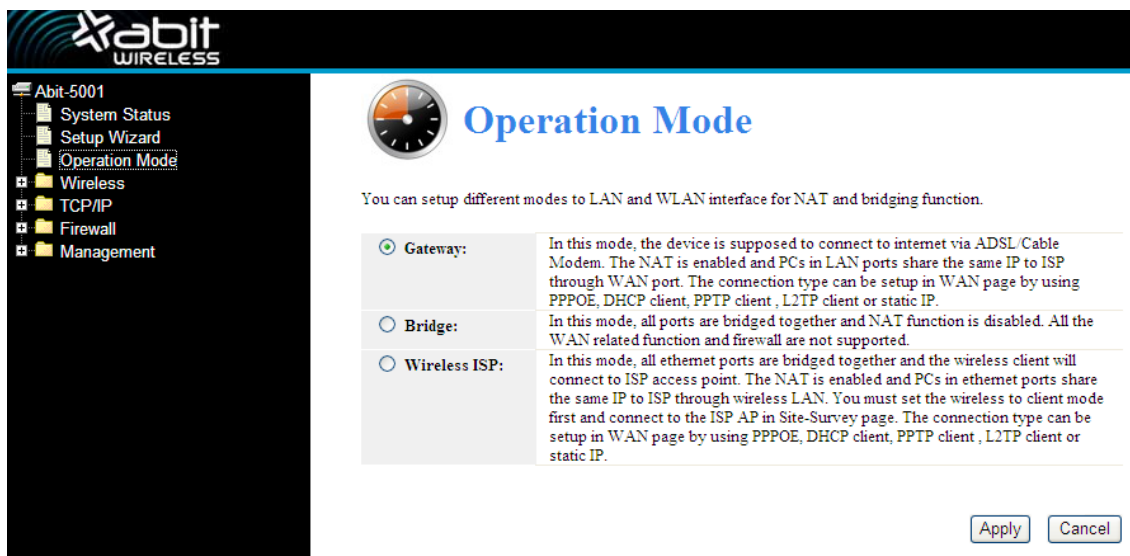 abit
WIRELESS
Abit-5001
System Status
Setup Wizard
Operation Mode
Wireless
TCP/IP
Firewall
Management
Operation Mode
You can setup different modes to LAN and WLAN interface for NAT and bridging function.
Gateway:
In this mode, the device is supposed to connect to internet via ADSL/Cable
Modem. The NAT is enabled and PCs in LAN ports share the same IP to ISP
through WAN port. The connection type can be setup in WAN page by using
PPPOE, DHCP client, PPTP client , L2TP client or static IP.
Bridge:
In this mode, all ports are bridged together and NAT function is disabled. All the
WAN related function and firewall are not supported.
Wireless ISP:
In this mode, all ethernet ports are bridged together and the wireless client will
connect to ISP access point. The NAT is enabled and PCs in ethernet ports share
the same IP to ISP through wireless LAN. You must set the wireless to client mode
first and connect to the ISP AP in Site-Survey page. The connection type can be
setup in WAN page by using PPPOE, DHCP client, PPTP client , L2TP client or
static IP.
Apply
Cancel